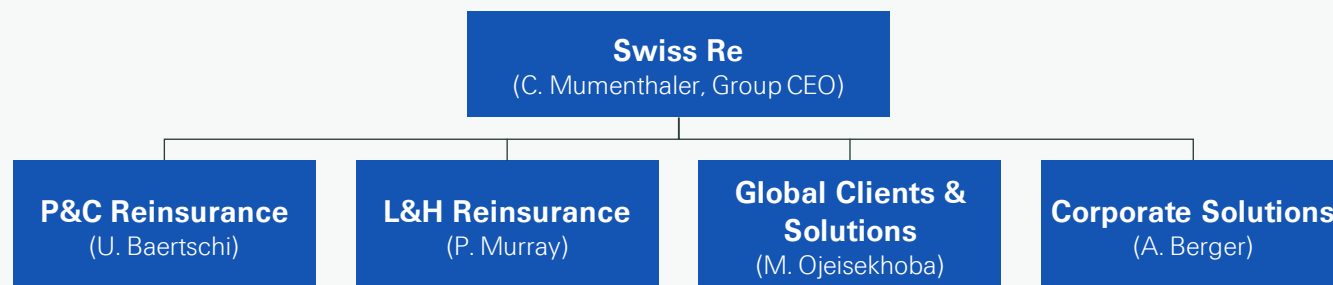 Swiss Re
(C. Mumenthaler, Group CEO)
P&C Reinsurance
(U. Baertschi)
L&H Reinsurance
(P. Murray)
Global Clients &
Solutions
(M. Ojeisekhoba)
Corporate Solutions
(A. Berger)